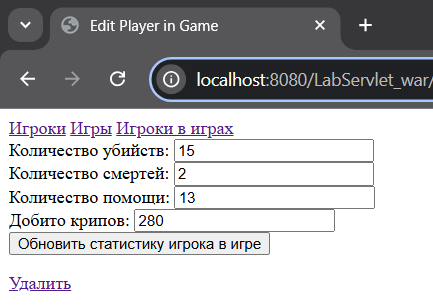 Edit Player in Game
localhost:8080/LabServlet_war/
Игроки Игры Игроки в играх
Количество убийств: 15
Количество смертей: 2
Количество помощи: 13
Добито крипов: 280
Обновить статистику игрока в игре
Удалить